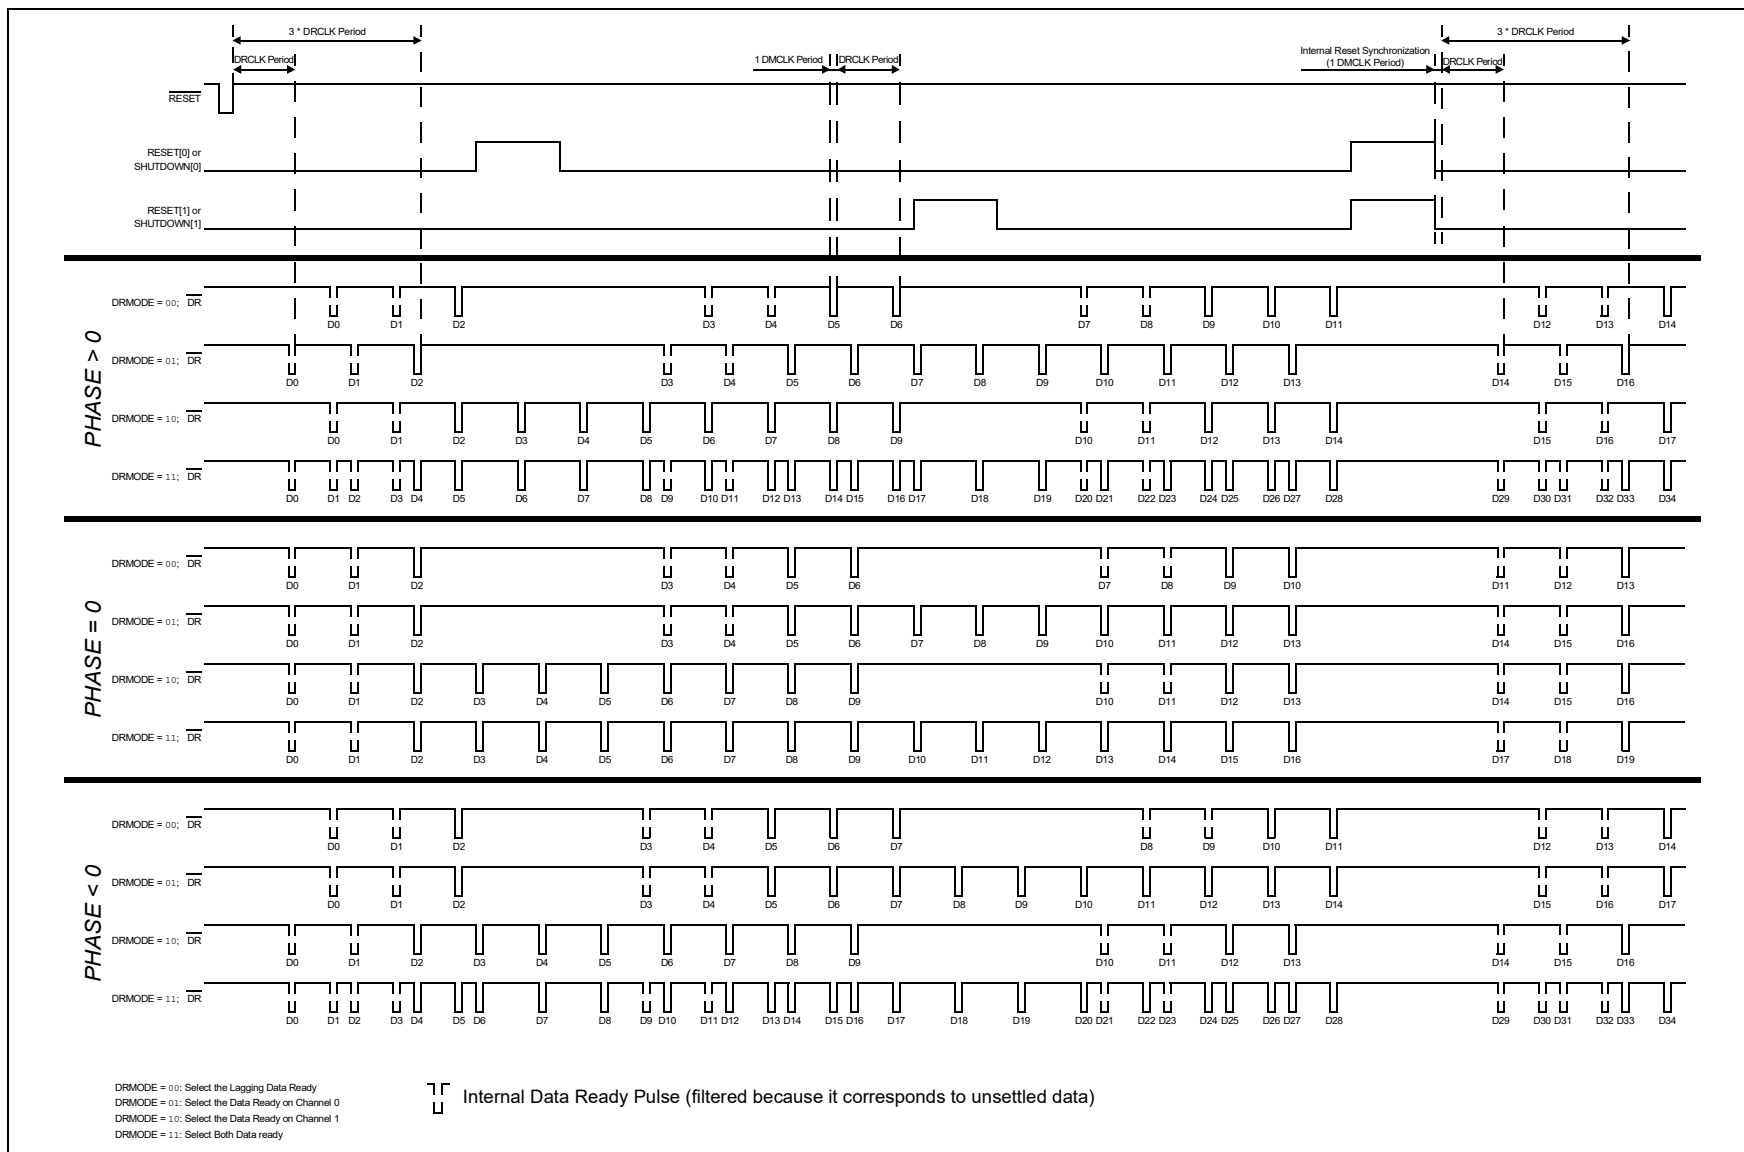 3 * DRCLK Period 3 * DRCLK Period
DRCLK Period 1 DMCLK Period DRCLK Period Internal Reset Synchronization
(1 DMCLK Period) DRCLK Period
RESET
RESET[0] or
SHUTDOWN[0]
RESET[1] or
SHUTDOWN[1]
PHASE > 0
DRMODE = 00; DR
D0 D1 D2 D3 D4 D5 D6 D7 D8 D9 D10 D11 D12 D13 D14
DRMODE = 01; DR
D0 D1 D2 D3 D4 D5 D6 D7 D8 D9 D10 D11 D12 D13 D14 D15 D16
DRMODE = 10; DR
D0 D1 D2 D3 D4 D5 D6 D7 D8 D9 D10 D11 D12 D13 D14 D15 D16 D17
DRMODE = 11; DR
D0 D1 D2 D3 D4 D5 D6 D7 D8 D9 D10 D11 D12 D13 D14 D15 D16 D17 D18 D19 D20 D21 D22 D23 D24 D25 D26 D27 D28 D29 D30 D31 D32 D33 D34
PHASE = 0
DRMODE = 00; DR
D0 D1 D2 D3 D4 D5 D6 D7 D8 D9 D10 D11 D12 D13
DRMODE = 01; DR
D0 D1 D2 D3 D4 D5 D6 D7 D8 D9 D10 D11 D12 D13 D14 D15 D16
DRMODE = 10; DR
D0 D1 D2 D3 D4 D5 D6 D7 D8 D9 D10 D11 D12 D13 D14 D15 D16
DRMODE = 11; DR
D0 D1 D2 D3 D4 D5 D6 D7 D8 D9 D10 D11 D12 D13 D14 D15 D16 D17 D18 D19
PHASE < 0
DRMODE = 00; DR
D0 D1 D2 D3 D4 D5 D6 D7 D8 D9 D10 D11 D12 D13 D14
DRMODE = 01; DR
D0 D1 D2 D3 D4 D5 D6 D7 D8 D9 D10 D11 D12 D13 D14 D15 D16 D17
DRMODE = 10; DR
D0 D1 D2 D3 D4 D5 D6 D7 D8 D9 D10 D11 D12 D13 D14 D15 D16
DRMODE = 11; DR
D0 D1 D2 D3 D4 D5 D6 D7 D8 D9 D10 D11 D12 D13 D14 D15 D16 D17 D18 D19 D20 D21 D22 D23 D24 D25 D26 D27 D28 D29 D30 D31 D32 D33 D34
DRMODE = 00: Select the Lagging Data Ready
DRMODE = 01: Select the Data Ready on Channel 0
DRMODE = 10: Select the Data Ready on Channel 1
DRMODE = 11: Select Both Data ready
Internal Data Ready Pulse (filtered because it corresponds to unsettled data)